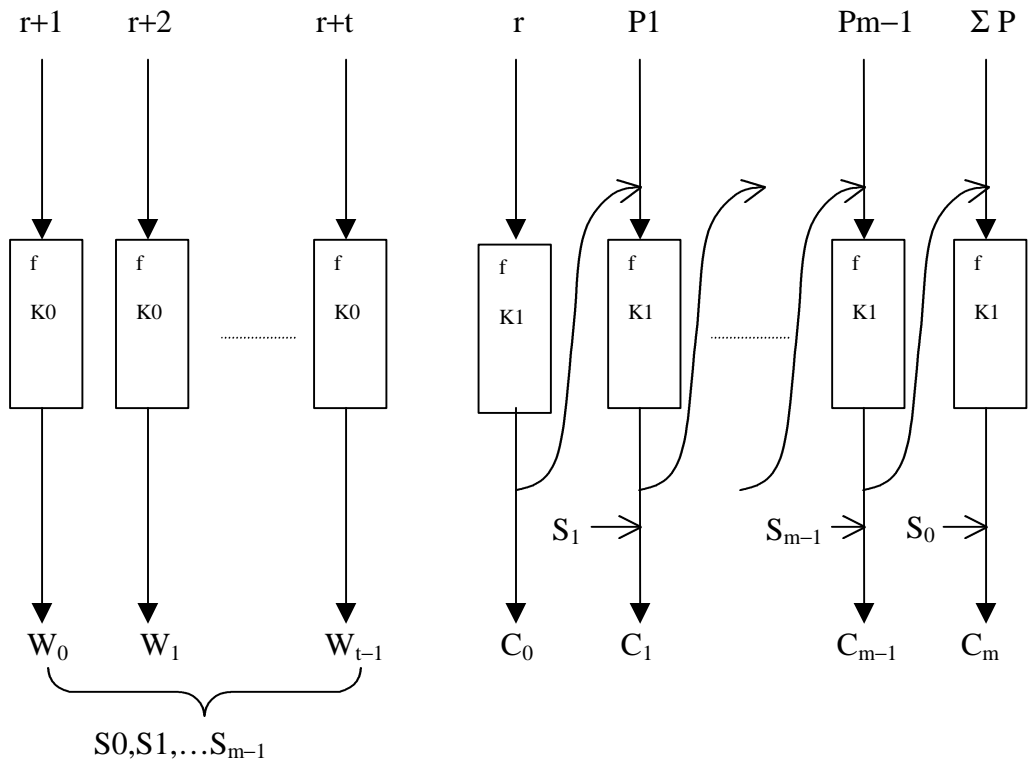 r+1 r+2 r+t r P1 Pm−1 Σ P
f f f f f f f
K0 K0 K0 K1 K1 K1 K1
S₁ Sₘ₋₁ S₀
W₀ W₁ Wₜ₋₁ C₀ C₁ Cₘ₋₁ Cₘ
S0,S1,…Sₘ₋₁